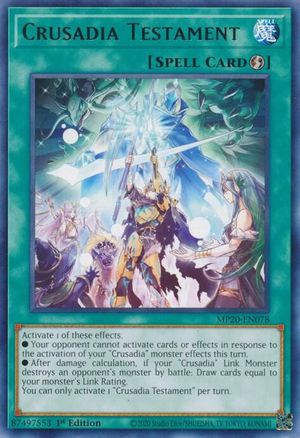 CRUSADIA TESTAMENT
SPELL
魔
[SPELL CARD]
MP20-EN078
Activate 1 of these effects.
● Your opponent cannot activate cards or effects in response
to the activation of your "Crusadia" monster effects this turn.
● After damage calculation, if your "Crusadia" Link Monster
destroys an opponent's monster by battle: Draw cards equal to
your monster's Link Rating.
You can only activate 1 "Crusadia Testament" per turn.
87497553 1st Edition ©2020 Studio Dice/SHUEISHA, TV TOKYO, KONAMI